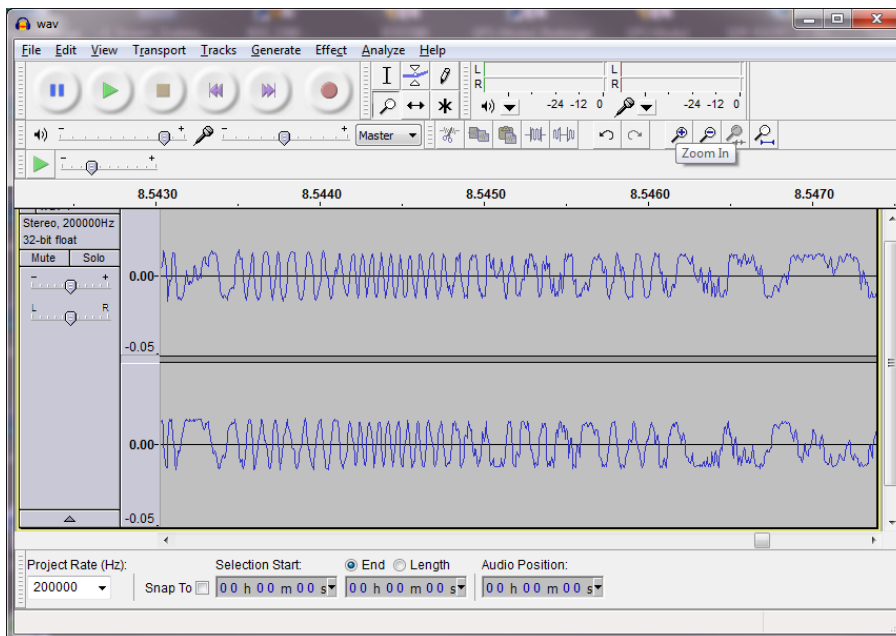 wav
File Edit View Transport Tracks Generate Effect Analyze Help
L
R
L
R
-24 -12 0
-24 -12 0
- + - + Master
Zoom In
- +
8.5430 8.5440 8.5450 8.5460 8.5470
Stereo, 200000Hz
32-bit float
Mute Solo
- +
L R
0.00
-0.05
0.00
-0.05
Project Rate (Hz): Selection Start: End Length Audio Position:
200000 Snap To 00 h 00 m 00 s 00 h 00 m 00 s 00 h 00 m 00 s